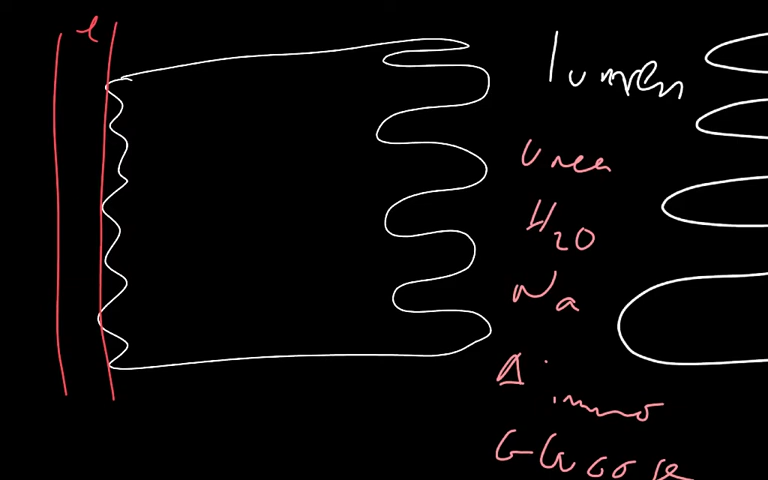 l
lumen
Urea
H2O
Na
Amino
Glucose